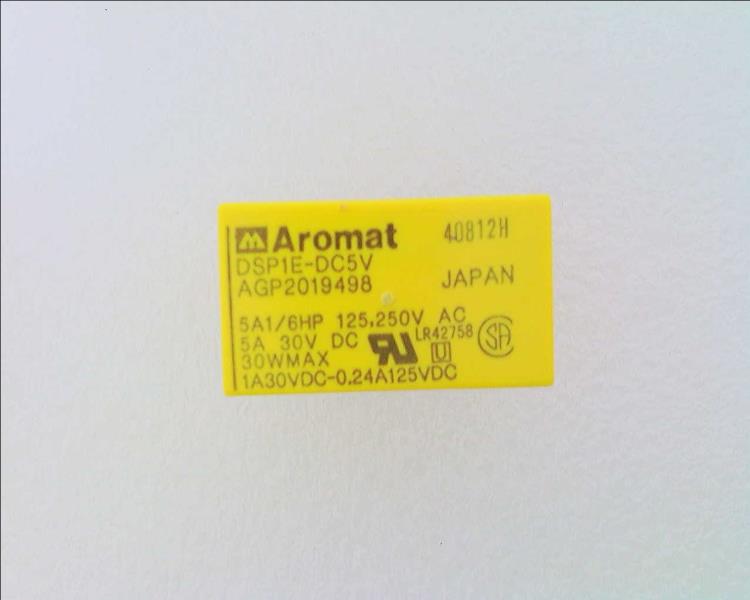 Aromat 40812H
DSP1E-DC5V
AGP2019498 JAPAN
5A1/6HP 125,250V AC
5A 30V DC LR42758
30WMAX
1A30VDC-0.24A125VDC